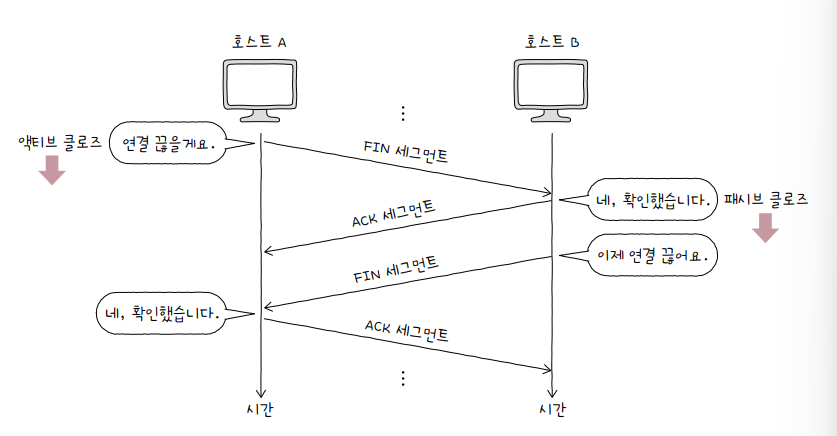 호스트 A
호스트 B
액티브 클로즈
연결 끊을게요.
FIN 세그먼트
네, 확인했습니다.
패시브 클로즈
ACK 세그먼트
이제 연결 끊어요.
FIN 세그먼트
네, 확인했습니다.
ACK 세그먼트
시간
시간